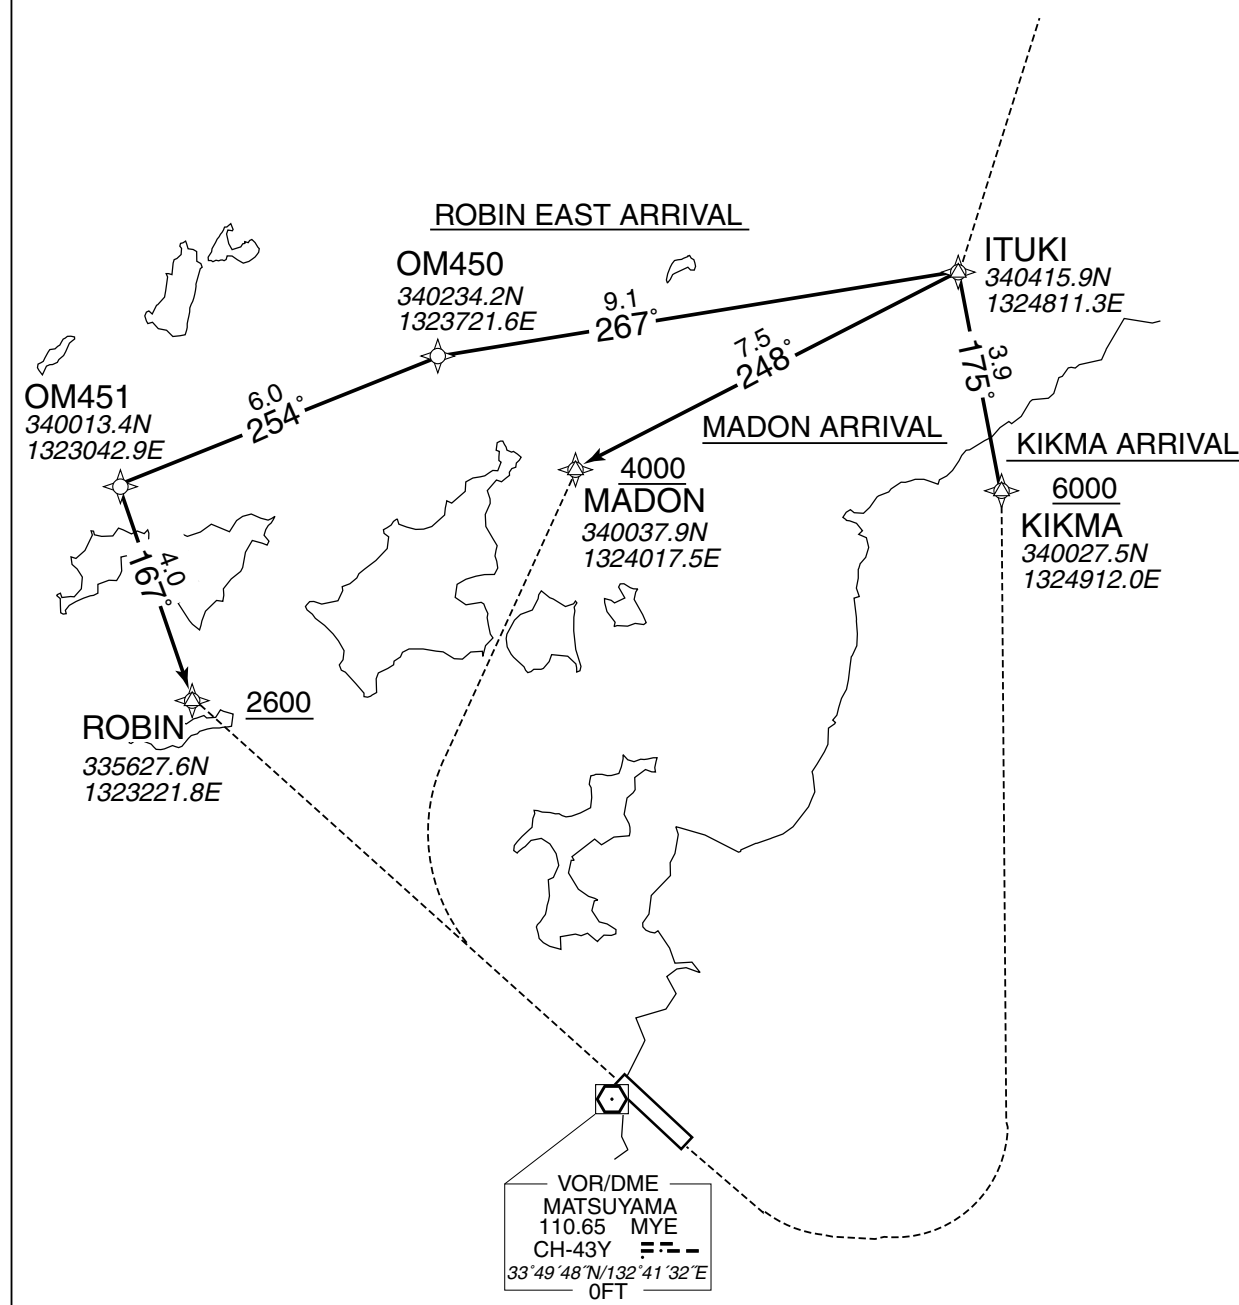 ROBIN EAST ARRIVAL
ITUKI
340415.9N
1324811.3E
OM450
340234.2N
1323721.6E
9.1
267°
7.5
248°
3.9
175°
OM451
340013.4N
1323042.9E
6.0
254°
MADON ARRIVAL
KIKMA ARRIVAL
4000
MADON
340037.9N
1324017.5E
6000
KIKMA
340027.5N
1324912.0E
4.0
167°
2600
ROBIN
335627.6N
1323221.8E
VOR/DME
MATSUYAMA
110.65 MYE
CH-43Y
33°49´48˝N/132°41´32˝E
0FT